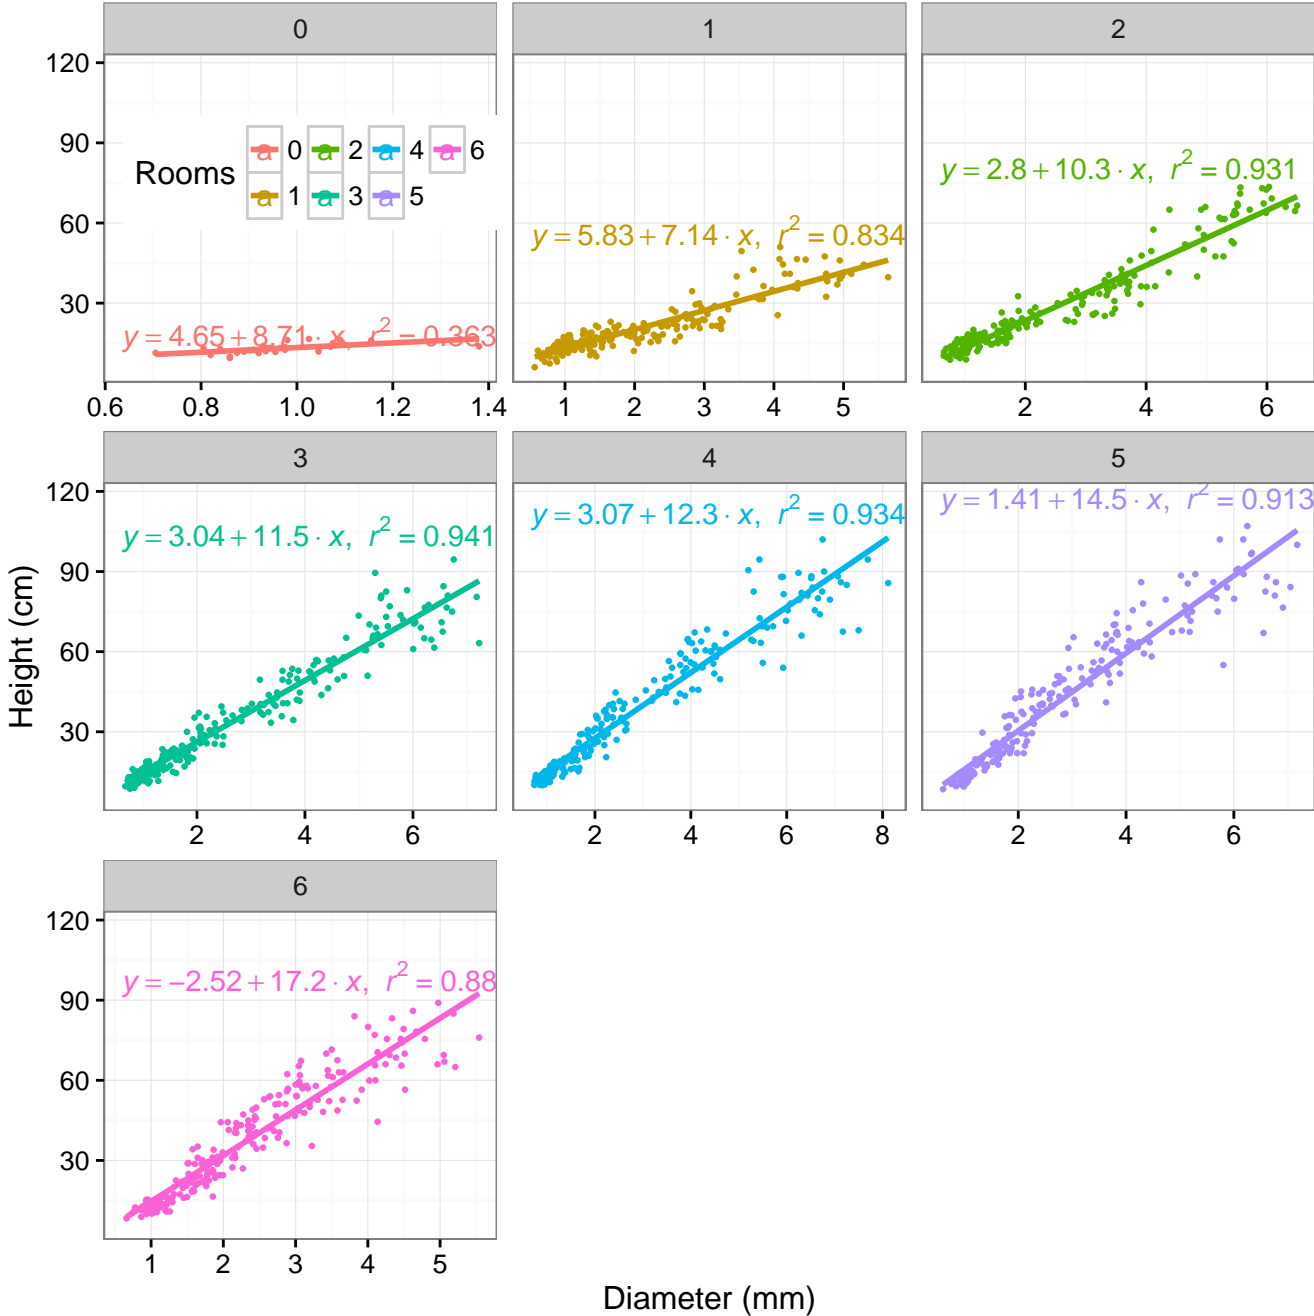 0 1 2
120
90
60
30
Rooms
a 0 a 2 a 4 a 6
a 1 a 3 a 5
y = 4.65 + 8.71 · x, r² = 0.363
y = 5.83 + 7.14 · x, r² = 0.834
y = 2.8 + 10.3 · x, r² = 0.931
0.6 0.8 1.0 1.2 1.4
1 2 3 4 5
2 4 6
3 4 5
120
90
60
30
y = 3.04 + 11.5 · x, r² = 0.941
y = 3.07 + 12.3 · x, r² = 0.934
y = 1.41 + 14.5 · x, r² = 0.913
2 4 6
2 4 6 8
2 4 6
Height (cm)
6
120
90
60
30
y = −2.52 + 17.2 · x, r² = 0.88
1 2 3 4 5
Diameter (mm)